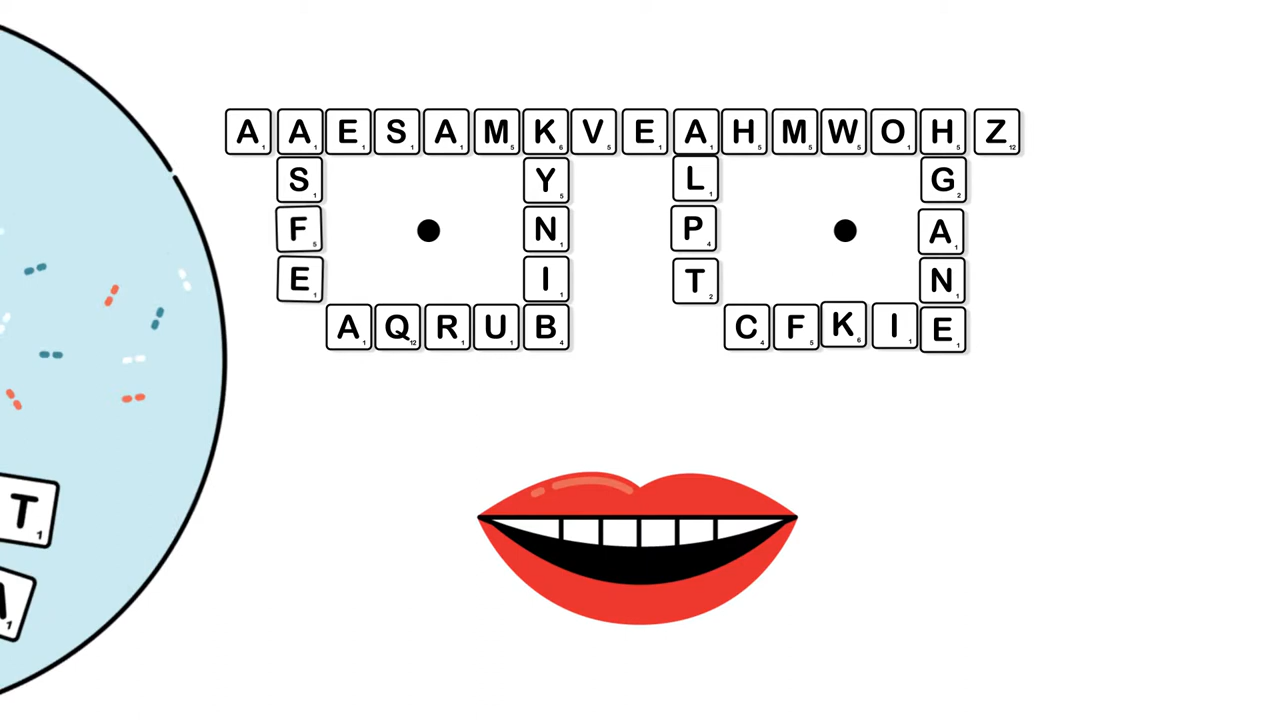 AAESAMKVEAHMWOHZ
S Y L G
F N P A
E I T N
AQRUB CFKIE
T
A